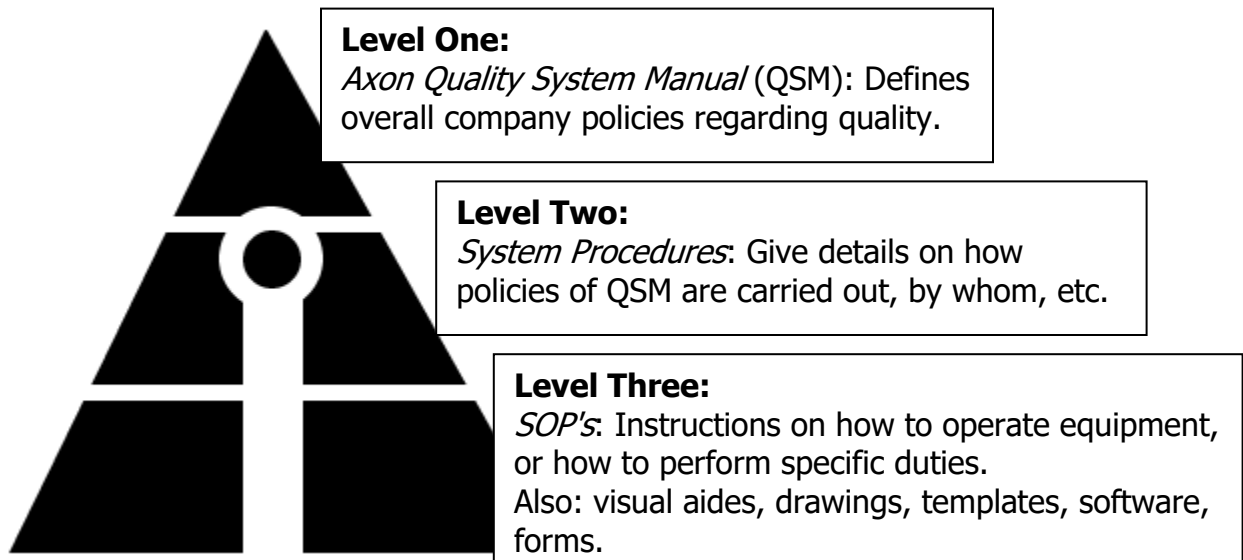 Level One:
Axon Quality System Manual (QSM): Defines
overall company policies regarding quality.
Level Two:
System Procedures: Give details on how
policies of QSM are carried out, by whom, etc.
Level Three:
SOP's: Instructions on how to operate equipment,
or how to perform specific duties.
Also: visual aides, drawings, templates, software,
forms.